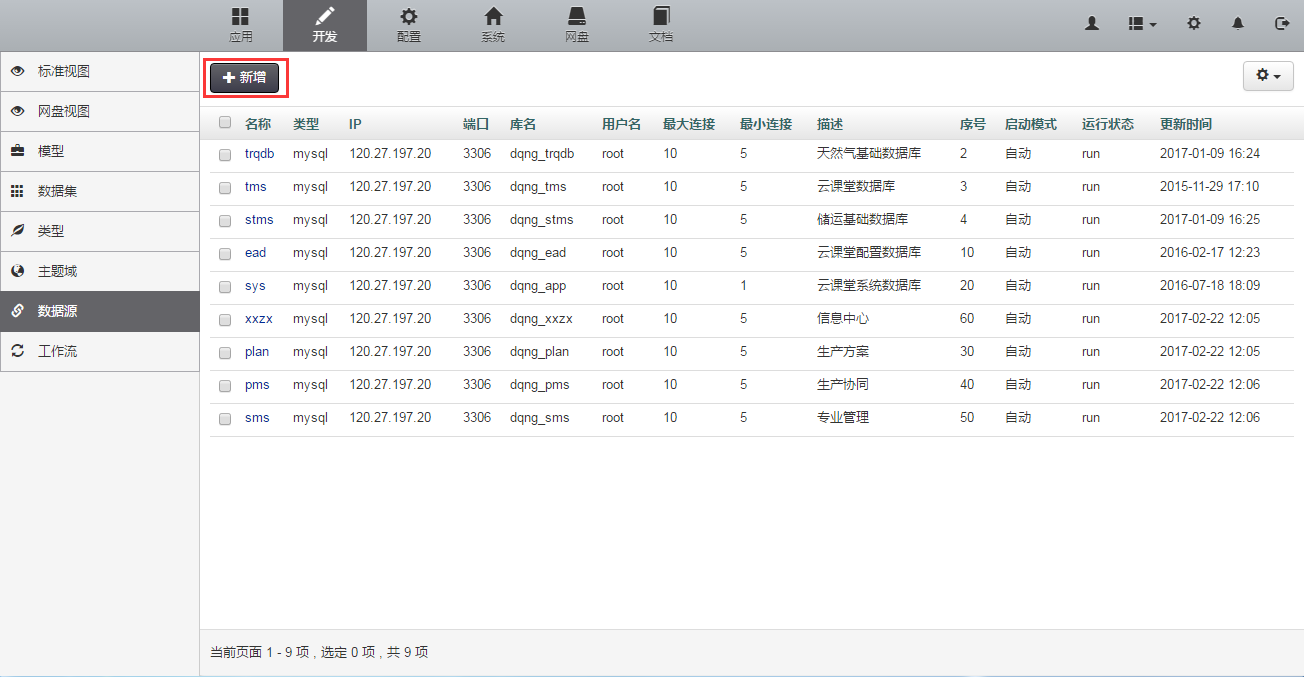 应用 开发 配置 系统 网盘 文档
标准视图
网盘视图
模型
数据集
类型
主题域
数据源
工作流
新增
名称 类型 IP 端口 库名 用户名 最大连接 最小连接 描述 序号 启动模式 运行状态 更新时间
trqdb mysql 120.27.197.20 3306 dqng_trqdb root 10 5 天然气基础数据库 2 自动 run 2017-01-09 16:24
tms mysql 120.27.197.20 3306 dqng_tms root 10 5 云课堂数据库 3 自动 run 2015-11-29 17:10
stms mysql 120.27.197.20 3306 dqng_stms root 10 5 储运基础数据库 4 自动 run 2017-01-09 16:25
ead mysql 120.27.197.20 3306 dqng_ead root 10 5 云课堂配置数据库 10 自动 run 2016-02-17 12:23
sys mysql 120.27.197.20 3306 dqng_app root 10 1 云课堂系统数据库 20 自动 run 2016-07-18 18:09
xxzx mysql 120.27.197.20 3306 dqng_xxzx root 10 5 信息中心 60 自动 run 2017-02-22 12:05
plan mysql 120.27.197.20 3306 dqng_plan root 10 5 生产方案 30 自动 run 2017-02-22 12:05
pms mysql 120.27.197.20 3306 dqng_pms root 10 5 生产协同 40 自动 run 2017-02-22 12:06
sms mysql 120.27.197.20 3306 dqng_sms root 10 5 专业管理 50 自动 run 2017-02-22 12:06
当前页面 1 - 9 项 , 选定 0 项 , 共 9 项